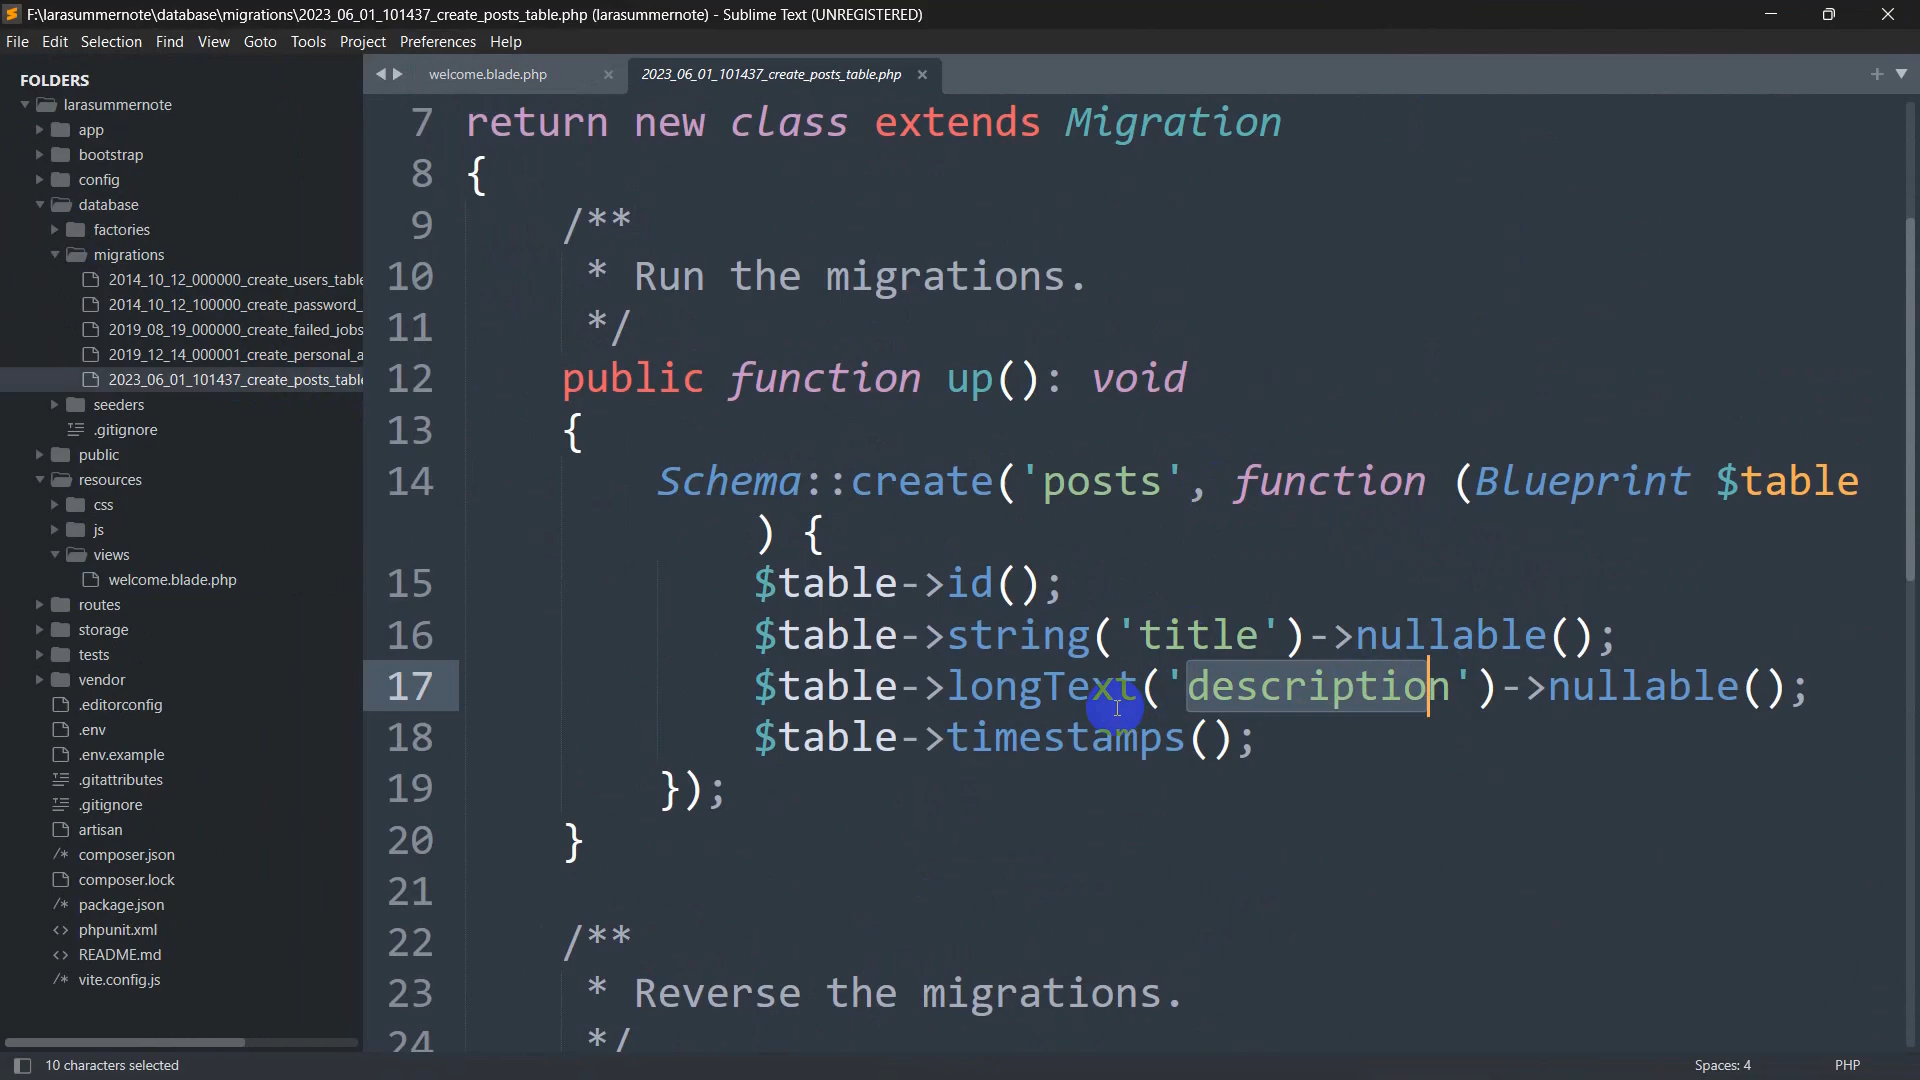 F:\larasummernote\database\migrations\2023_06_01_101437_create_posts_table.php (larasummernote) - Sublime Text (UNREGISTERED)
File Edit Selection Find View Goto Tools Project Preferences Help
FOLDERS
larasummernote
app
bootstrap
config
database
factories
migrations
2014_10_12_000000_create_users_table
2014_10_12_100000_create_password_
2019_08_19_000000_create_failed_jobs
2019_12_14_000001_create_personal_a
2023_06_01_101437_create_posts_table
seeders
.gitignore
public
resources
css
js
views
welcome.blade.php
routes
storage
tests
vendor
.editorconfig
.env
.env.example
.gitattributes
.gitignore
artisan
composer.json
composer.lock
package.json
phpunit.xml
README.md
vite.config.js
welcome.blade.php 2023_06_01_101437_create_posts_table.php
7 return new class extends Migration
8 {
9 /**
10 * Run the migrations.
11 */
12 public function up(): void
13 {
14 Schema::create('posts', function (Blueprint $table
) {
15 $table->id();
16 $table->string('title')->nullable();
17 $table->longText('description')->nullable();
18 $table->timestamps();
19 });
20 }
21
22 /**
23 * Reverse the migrations.
24 */
10 characters selected
Spaces: 4 PHP